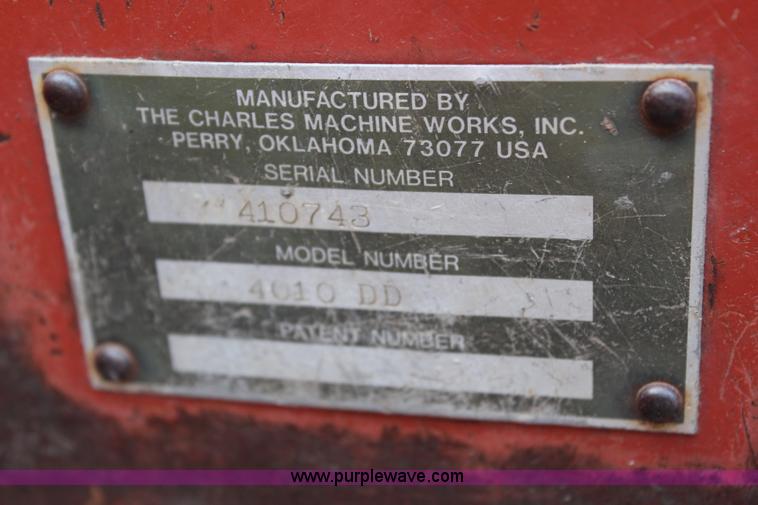 MANUFACTURED BY
THE CHARLES MACHINE WORKS, INC.
PERRY, OKLAHOMA 73077 USA
SERIAL NUMBER
410743
MODEL NUMBER
4010 DD
PATENT NUMBER
www.purplewave.com